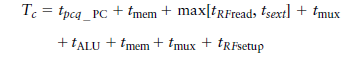 T_c = t_pcq_PC + t_mem + max[t_RFread, t_sext] + t_mux
+ t_ALU + t_mem + t_mux + t_RFsetup